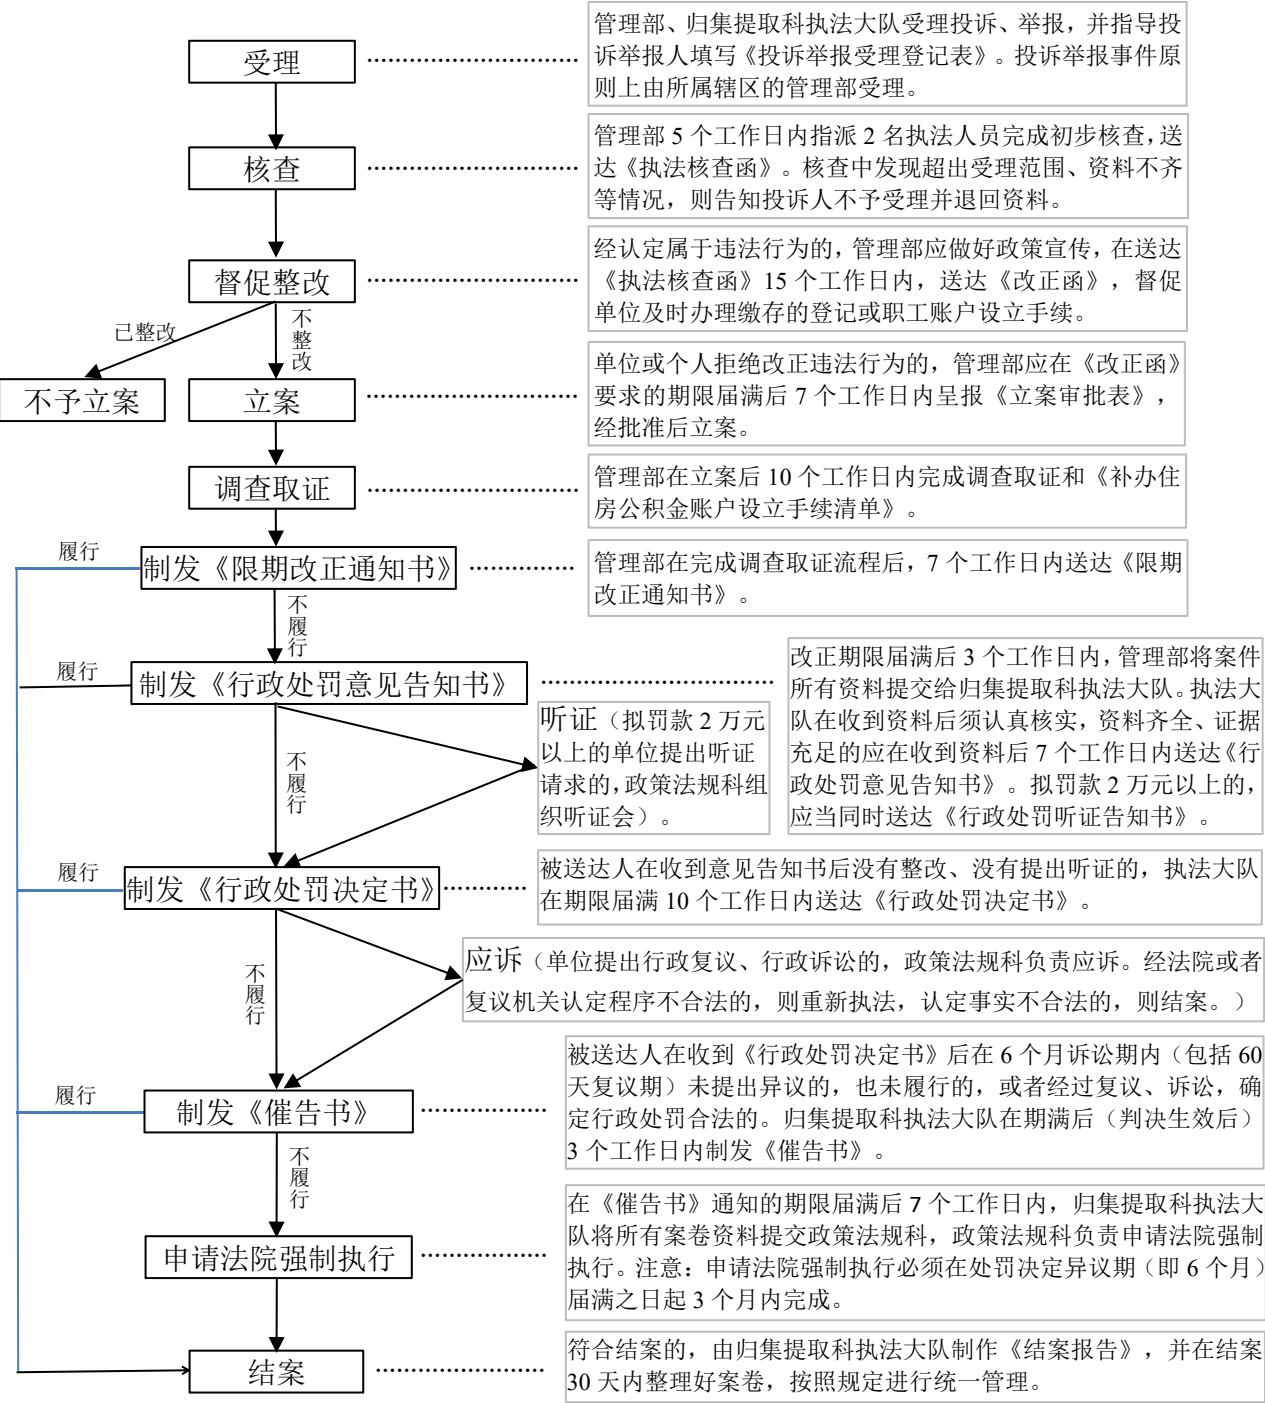 受理
管理部、归集提取科执法大队受理投诉、举报，并指导投
诉举报人填写《投诉举报受理登记表》。投诉举报事件原
则上由所属辖区的管理部受理。
核查
管理部 5 个工作日内指派 2 名执法人员完成初步核查，送
达《执法核查函》。核查中发现超出受理范围、资料不齐
等情况，则告知投诉人不予受理并退回资料。
督促整改
经认定属于违法行为的，管理部应做好政策宣传，在送达
《执法核查函》15 个工作日内，送达《改正函》，督促
单位及时办理缴存的登记或职工账户设立手续。
已整改
不整改
不予立案
立案
单位或个人拒绝改正违法行为的，管理部应在《改正函》
要求的期限届满后 7 个工作日内呈报《立案审批表》，
经批准后立案。
调查取证
管理部在立案后 10 个工作日内完成调查取证和《补办住
房公积金账户设立手续清单》。
履行
制发《限期改正通知书》
管理部在完成调查取证流程后，7 个工作日内送达《限期
改正通知书》。
不履行
履行
制发《行政处罚意见告知书》
改正期限届满后 3 个工作日内，管理部将案件
所有资料提交给归集提取科执法大队。执法大
队在收到资料后须认真核实，资料齐全、证据
充足的应在收到资料后 7 个工作日内送达《行
政处罚意见告知书》。拟罚款 2 万元以上的，
应当同时送达《行政处罚听证告知书》。
听证（拟罚款 2 万元
以上的单位提出听证
请求的，政策法规科组
织听证会）。
不履行
履行
制发《行政处罚决定书》
被送达人在收到意见告知书后没有整改、没有提出听证的，执法大队
在期限届满 10 个工作日内送达《行政处罚决定书》。
不履行
应诉（单位提出行政复议、行政诉讼的，政策法规科负责应诉。经法院或者
复议机关认定程序不合法的，则重新执法，认定事实不合法的，则结案。）
履行
制发《催告书》
被送达人在收到《行政处罚决定书》后在 6 个月诉讼期内（包括 60
天复议期）未提出异议的，也未履行的，或者经过复议、诉讼，确
定行政处罚合法的。归集提取科执法大队在期满后（判决生效后）
3 个工作日内制发《催告书》。
不履行
申请法院强制执行
在《催告书》通知的期限届满后 7 个工作日内，归集提取科执法大
队将所有案卷资料提交政策法规科，政策法规科负责申请法院强制
执行。注意：申请法院强制执行必须在处罚决定异议期（即 6 个月）
届满之日起 3 个月内完成。
结案
符合结案的，由归集提取科执法大队制作《结案报告》，并在结案
30 天内整理好案卷，按照规定进行统一管理。